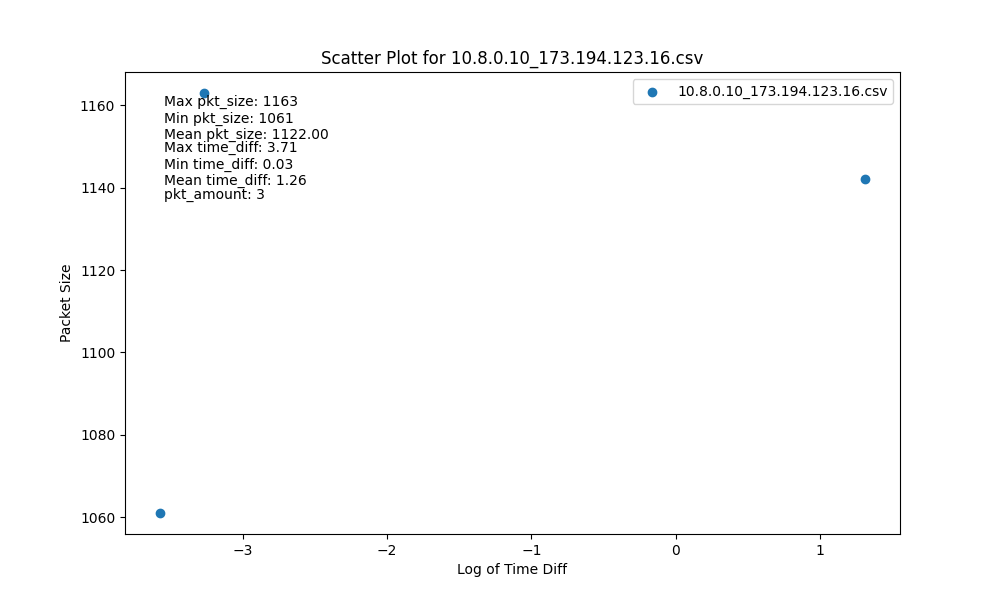 Scatter Plot for 10.8.0.10_173.194.123.16.csv
10.8.0.10_173.194.123.16.csv
Max pkt_size: 1163
Min pkt_size: 1061
Mean pkt_size: 1122.00
Max time_diff: 3.71
Min time_diff: 0.03
Mean time_diff: 1.26
pkt_amount: 3
Packet Size
1160
1140
1120
1100
1080
1060
−3
−2
−1
0
1
Log of Time Diff